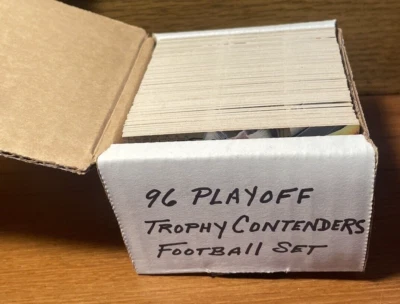 96 PLAYOFF
TROPHY CONTENDERS
FOOTBALL SET